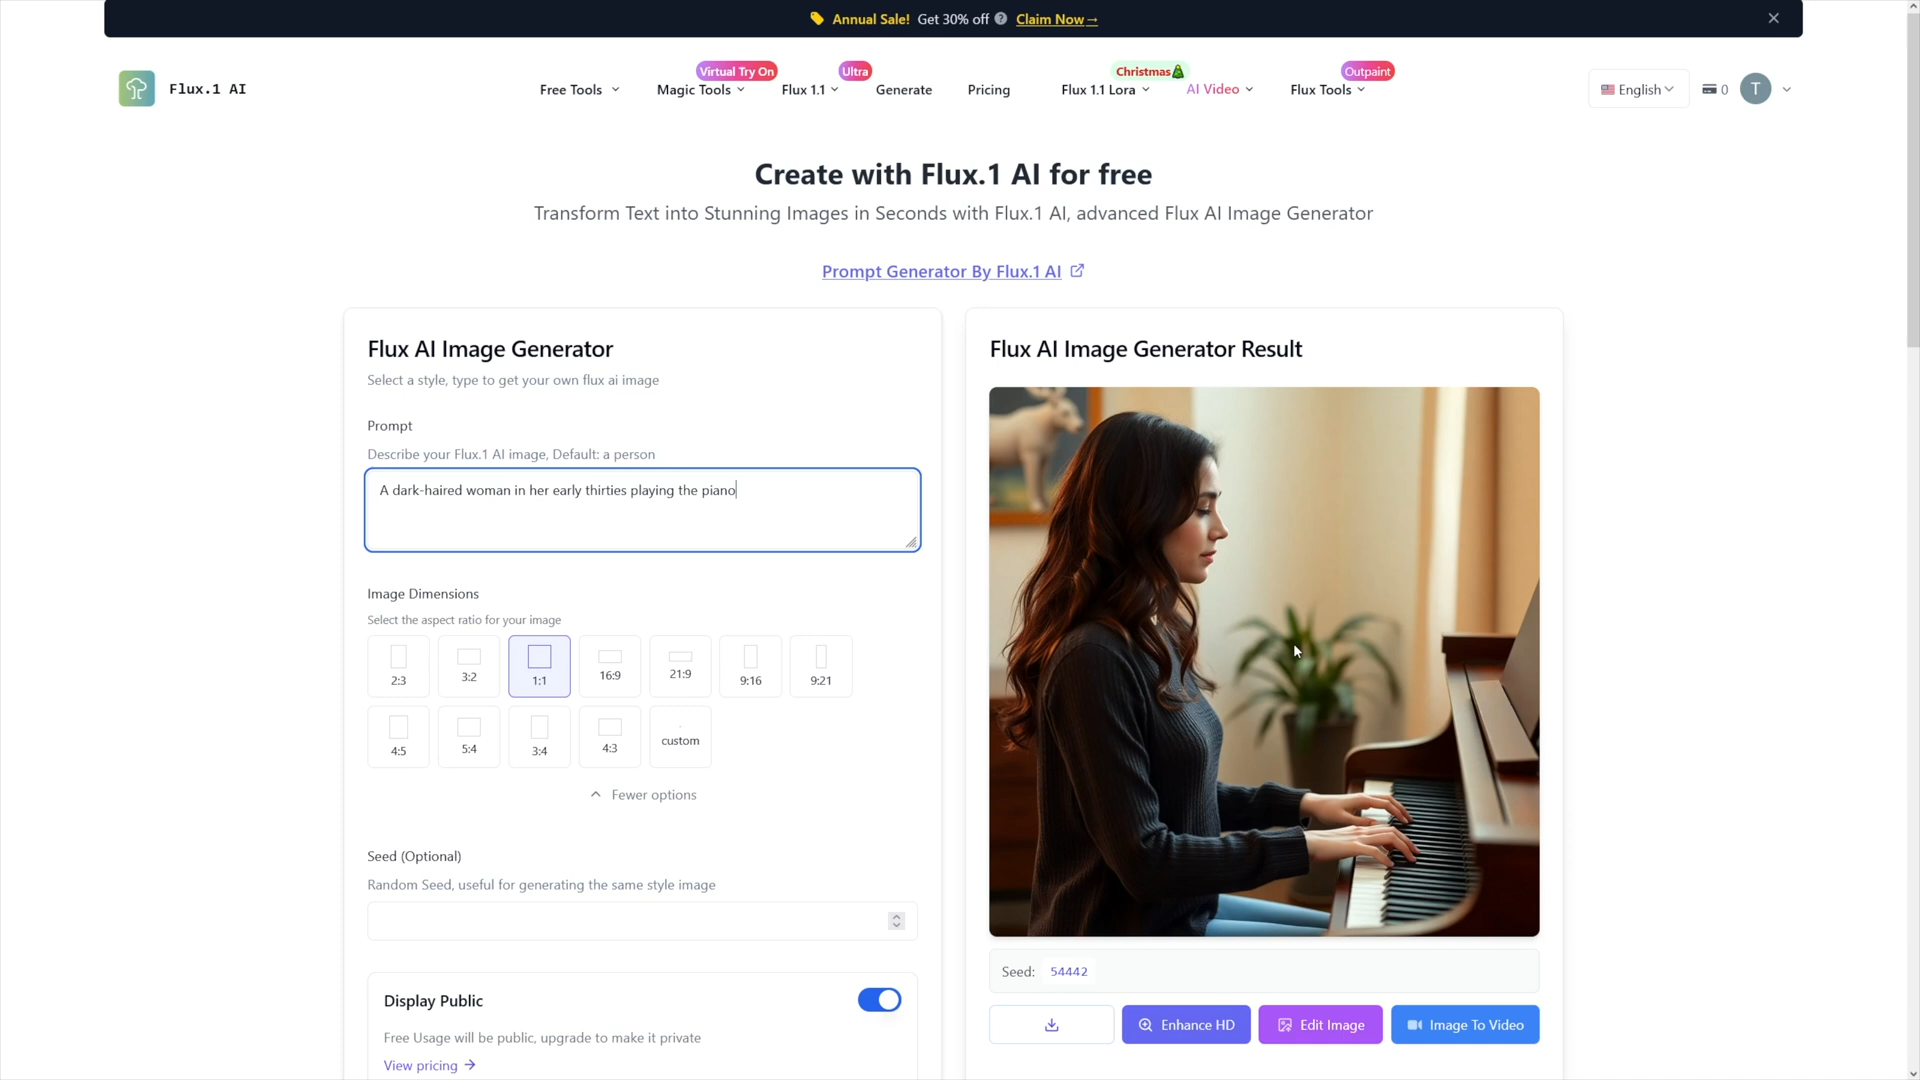 Annual Sale! Get 30% off Claim Now→
Flux.1 AI
Free Tools
Virtual Try On
Magic Tools
Ultra
Flux 1.1
Generate
Pricing
Christmas
Flux 1.1 Lora
AI Video
Outpaint
Flux Tools
English
0
T
Create with Flux.1 AI for free
Transform Text into Stunning Images in Seconds with Flux.1 AI, advanced Flux AI Image Generator
Prompt Generator By Flux.1 AI
Flux AI Image Generator
Select a style, type to get your own flux ai image
Prompt
Describe your Flux.1 AI image, Default: a person
A dark-haired woman in her early thirties playing the piano
Image Dimensions
Select the aspect ratio for your image
2:3 3:2 1:1 16:9 21:9 9:16 9:21
4:5 5:4 3:4 4:3 custom
Fewer options
Seed (Optional)
Random Seed, useful for generating the same style image
Display Public
Free Usage will be public, upgrade to make it private
View pricing →
Flux AI Image Generator Result
Seed: 54442
Enhance HD
Edit Image
Image To Video